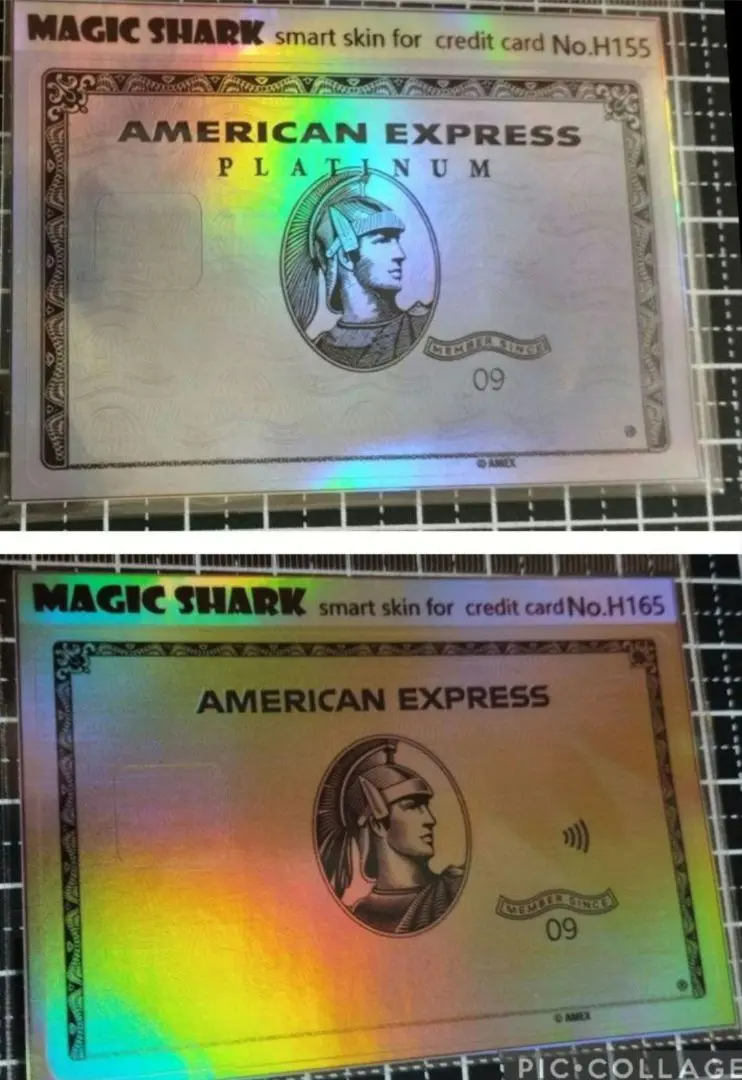 MAGIC SHARK smart skin for credit card No.H155
AMERICAN EXPRESS
PLATINUM
MEMBER SINCE
09
© AMEX
MAGIC SHARK smart skin for credit card No.H165
AMERICAN EXPRESS
MEMBER SINCE
09
© AMEX
PIC•COLLAGE